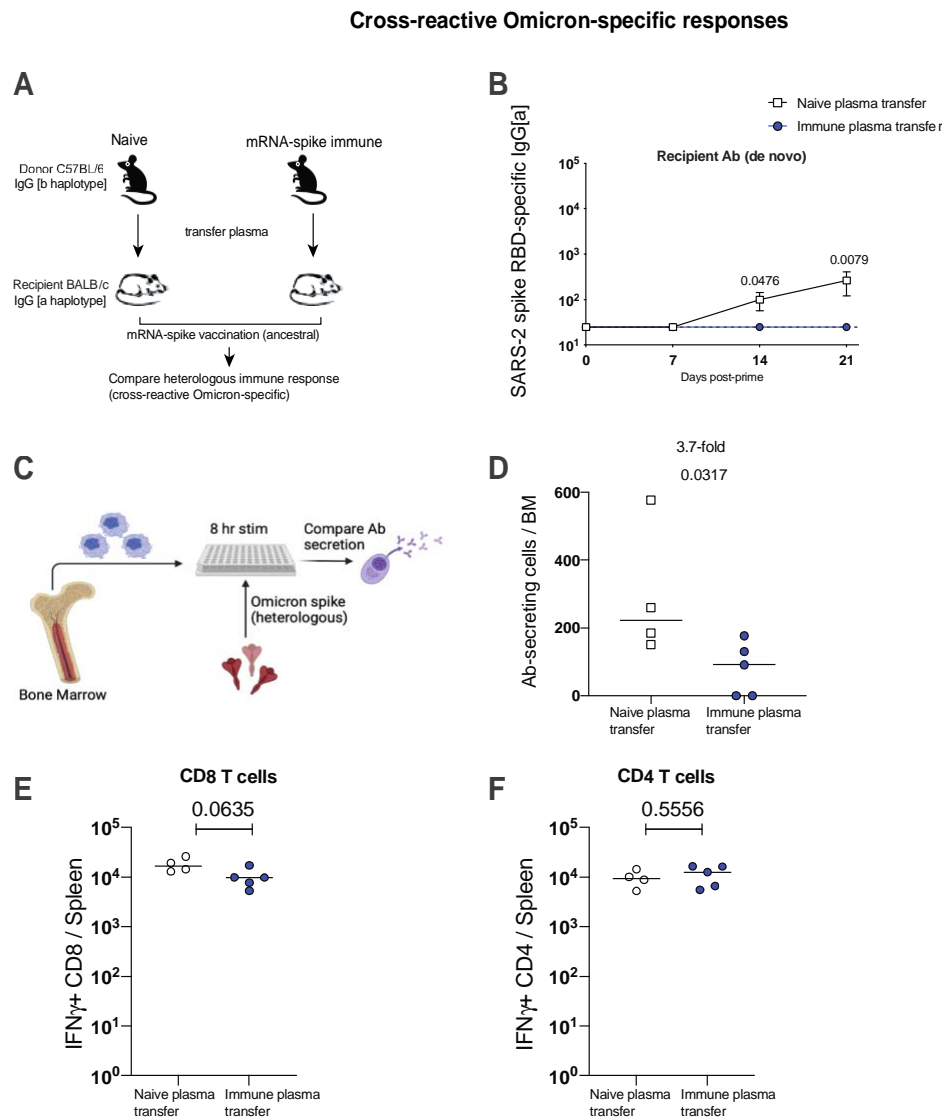 Cross-reactive Omicron-specific responses
A
Naive
mRNA-spike immune
Donor C57BL/6
IgG [b haplotype]
transfer plasma
Recipient BALB/c
IgG [a haplotype]
mRNA-spike vaccination (ancestral)
Compare heterologous immune response
(cross-reactive Omicron-specific)
B
Naive plasma transfer
Immune plasma transfer
Recipient Ab (de novo)
SARS-2 spike RBD-specific IgG[a]
10⁵
10⁴
10³
10²
10¹
0.0476
0.0079
0 7 14 21
Days post-prime
C
8 hr stim
Compare Ab
secretion
Omicron spike
(heterologous)
Bone Marrow
D
3.7-fold
0.0317
Ab-secreting cells / BM
600
400
200
0
Naive plasma
transfer
Immune plasma
transfer
E
CD8 T cells
0.0635
IFNγ+ CD8 / Spleen
10⁵
10⁴
10³
10²
10¹
10⁰
Naive plasma
transfer
Immune plasma
transfer
F
CD4 T cells
0.5556
IFNγ+ CD4 / Spleen
10⁵
10⁴
10³
10²
10¹
10⁰
Naive plasma
transfer
Immune plasma
transfer